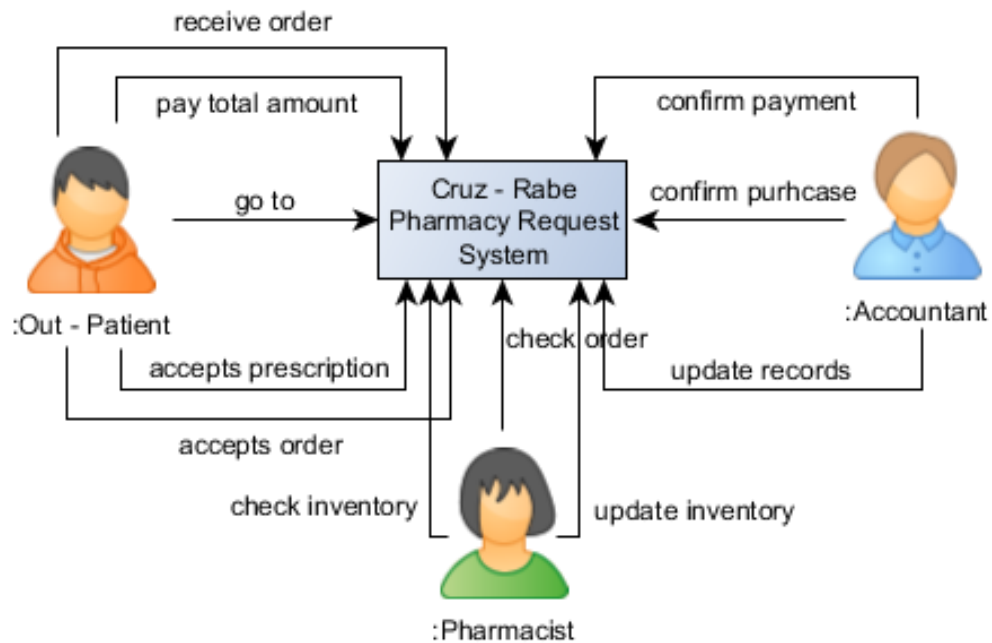 receive order
pay total amount
confirm payment
Cruz - Rabe
Pharmacy Request
System
go to
confirm purhcase
:Out - Patient
:Accountant
check order
accepts prescription
update records
accepts order
check inventory
update inventory
:Pharmacist